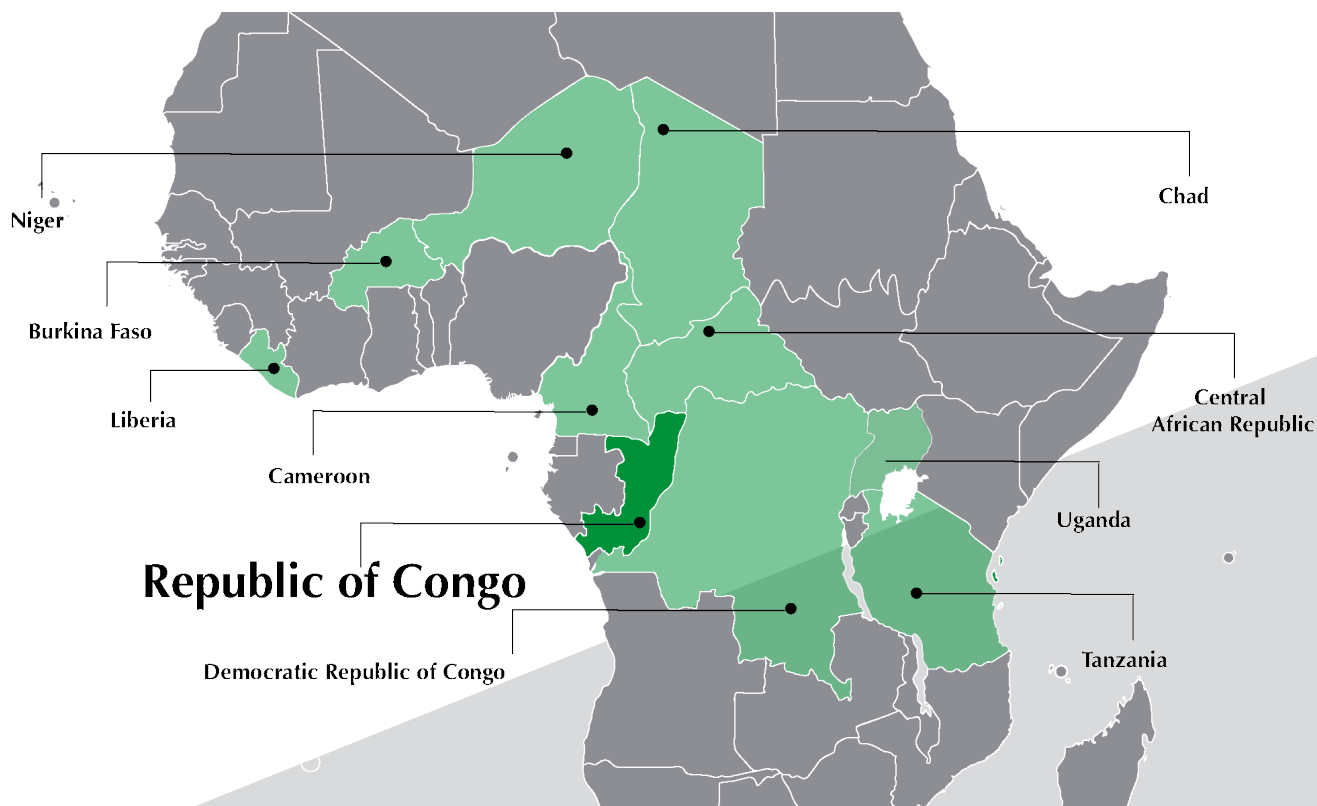 Chad
Niger
Burkina Faso
Central
African Republic
Liberia
Cameroon
Uganda
Republic of Congo
Democratic Republic of Congo
Tanzania